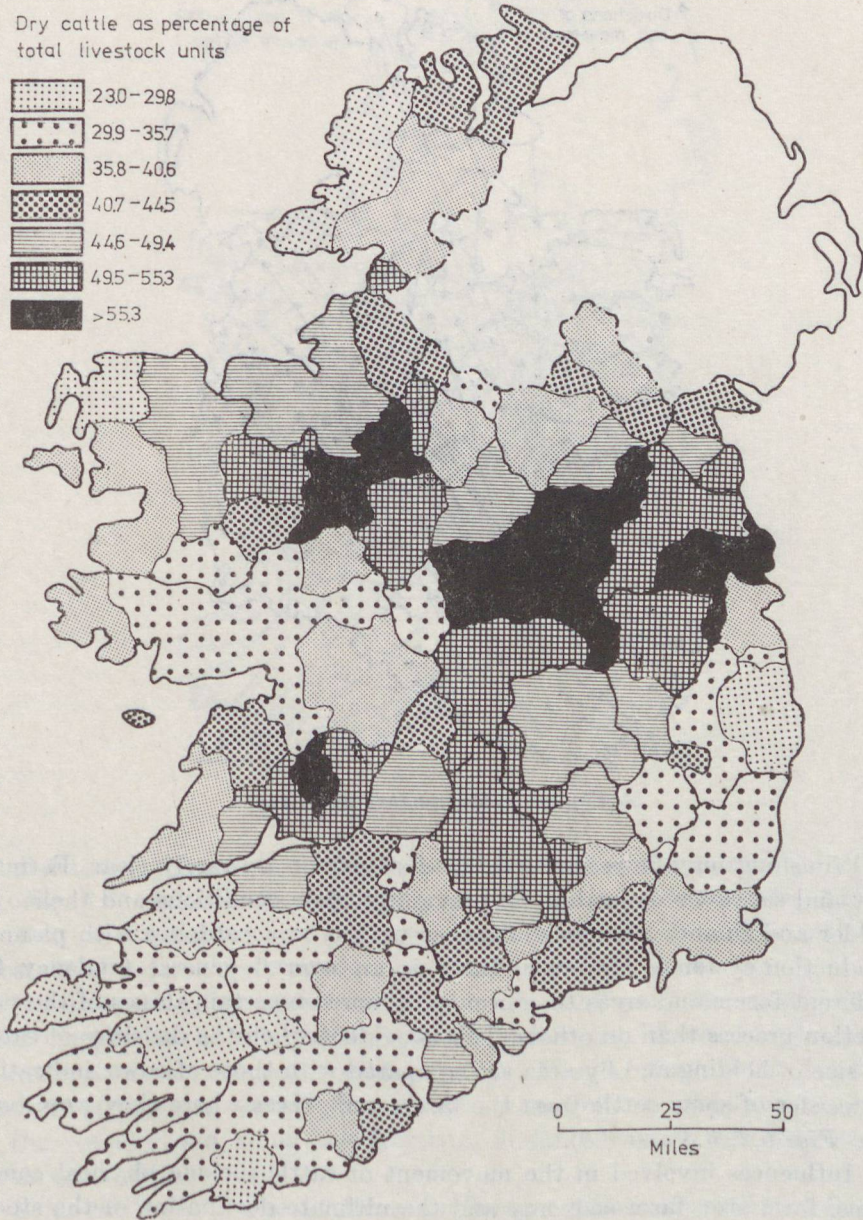 Dry cattle as percentage of
total livestock units
23.0-29.8
29.9-35.7
35.8-40.6
40.7-44.5
44.6-49.4
49.5-55.3
>55.3
0 25 50
Miles